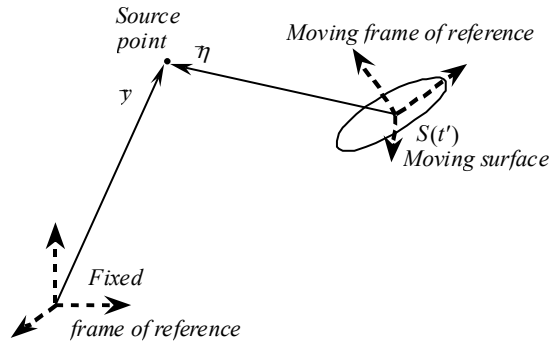 Source
point
η
Moving frame of reference
y
S(t')
Moving surface
Fixed
frame of reference